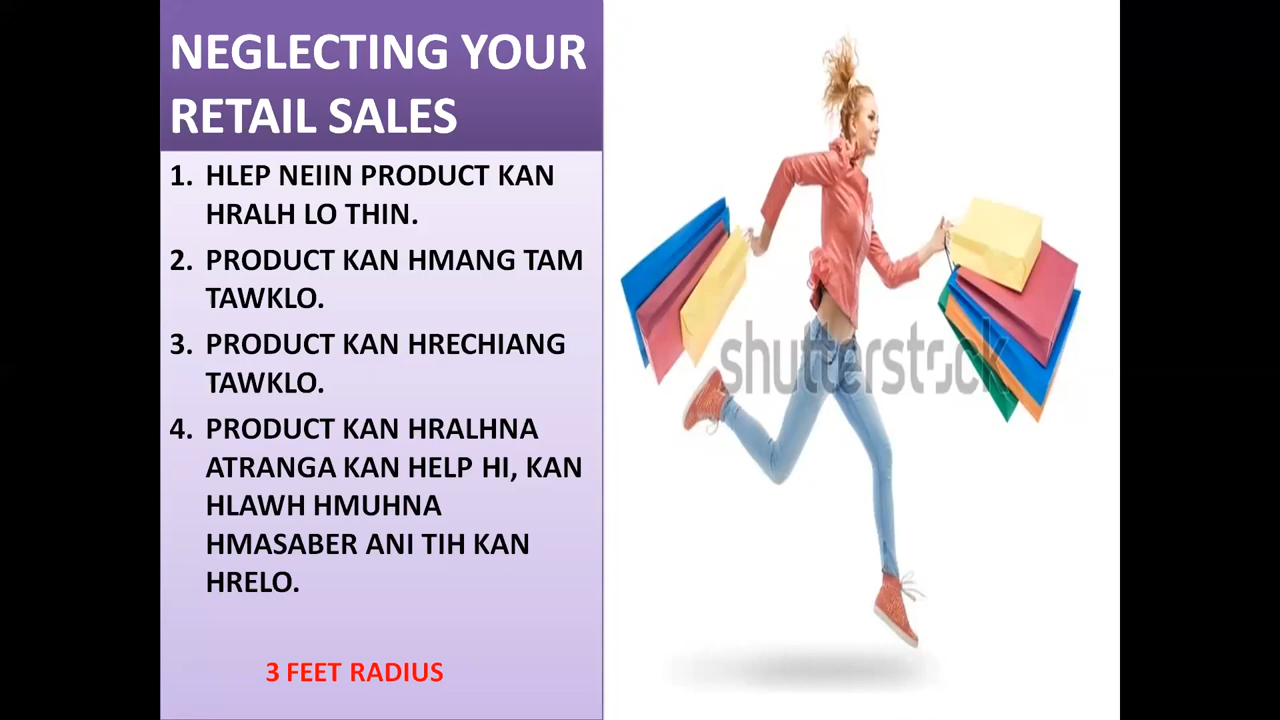 NEGLECTING YOUR
RETAIL SALES
1. HLEP NEIIN PRODUCT KAN
HRALH LO THIN.
2. PRODUCT KAN HMANG TAM
TAWKLO.
3. PRODUCT KAN HRECHIANG
TAWKLO.
4. PRODUCT KAN HRALHNA
ATRANGA KAN HELP HI, KAN
HLAWH HMUHNA
HMASABER ANI TIH KAN
HRELO.
3 FEET RADIUS
shutterstock